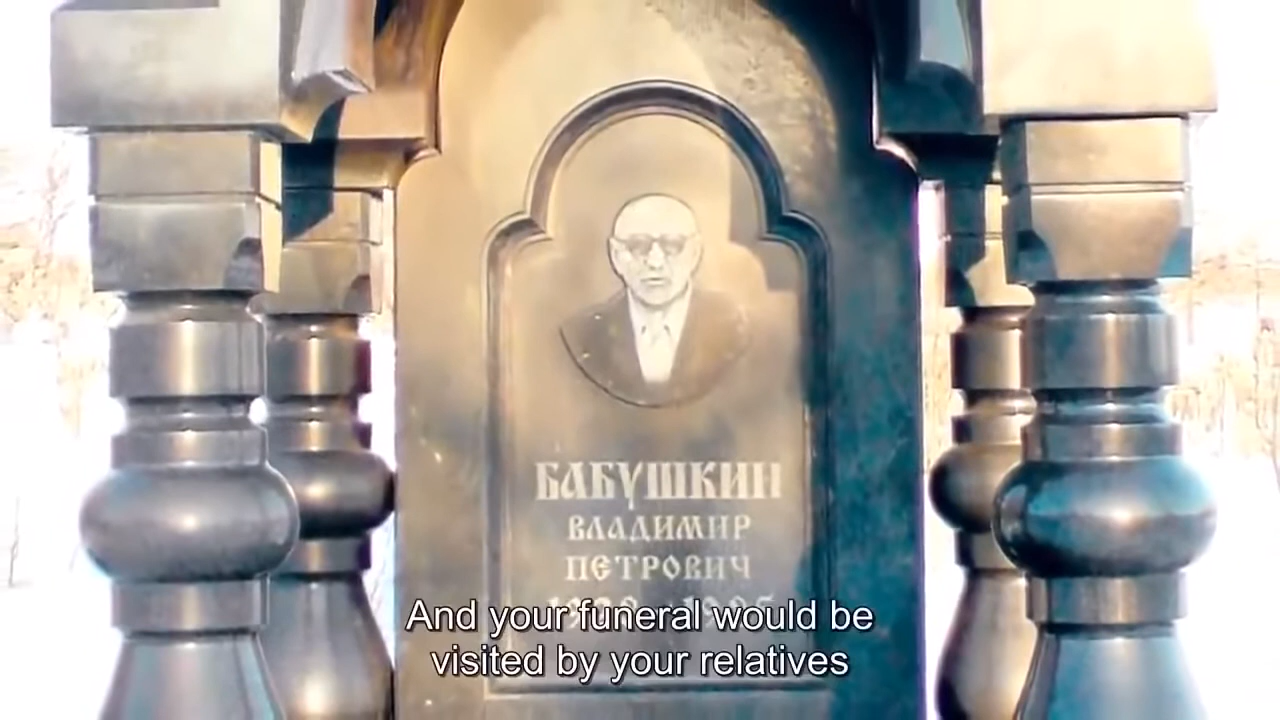 БАБУШКИН
ВЛАДИМИР
ПЕТРОВИЧ
And your funeral would be
visited by your relatives